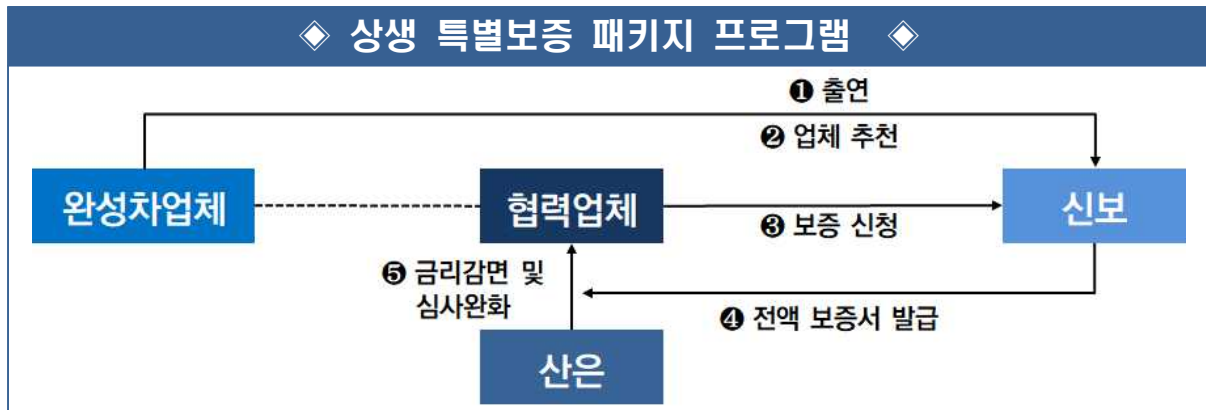 ◈ 상생 특별보증 패키지 프로그램 ◈
❶ 출연
❷ 업체 추천
완성차업체
협력업체
신보
❸ 보증 신청
❺ 금리감면 및
심사완화
❹ 전액 보증서 발급
산은